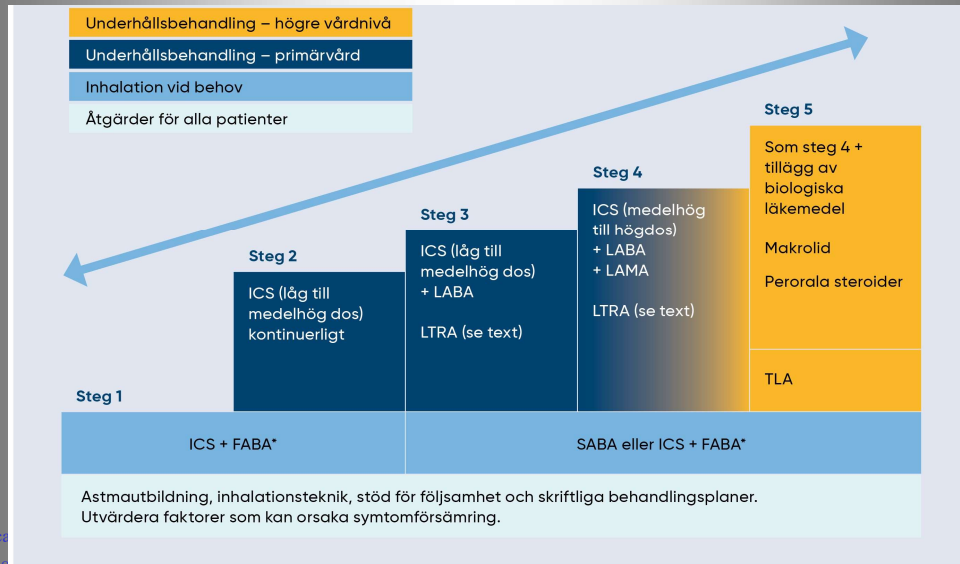 Underhållsbehandling – högre vårdnivå
Underhållsbehandling – primärvård
Inhalation vid behov
Åtgärder för alla patienter
Steg 1
Steg 2
ICS (låg till
medelhög dos)
kontinuerligt
Steg 3
ICS (låg till
medelhög dos)
+ LABA
LTRA (se text)
Steg 4
ICS (medelhög
till högdos)
+ LABA
+ LAMA
LTRA (se text)
Steg 5
Som steg 4 +
tillägg av
biologiska
läkemedel
Makrolid
Perorala steroider
TLA
ICS + FABA*
SABA eller ICS + FABA*
Astmautbildning, inhalationsteknik, stöd för följsamhet och skriftliga behandlingsplaner.
Utvärdera faktorer som kan orsaka symtomförsämring.